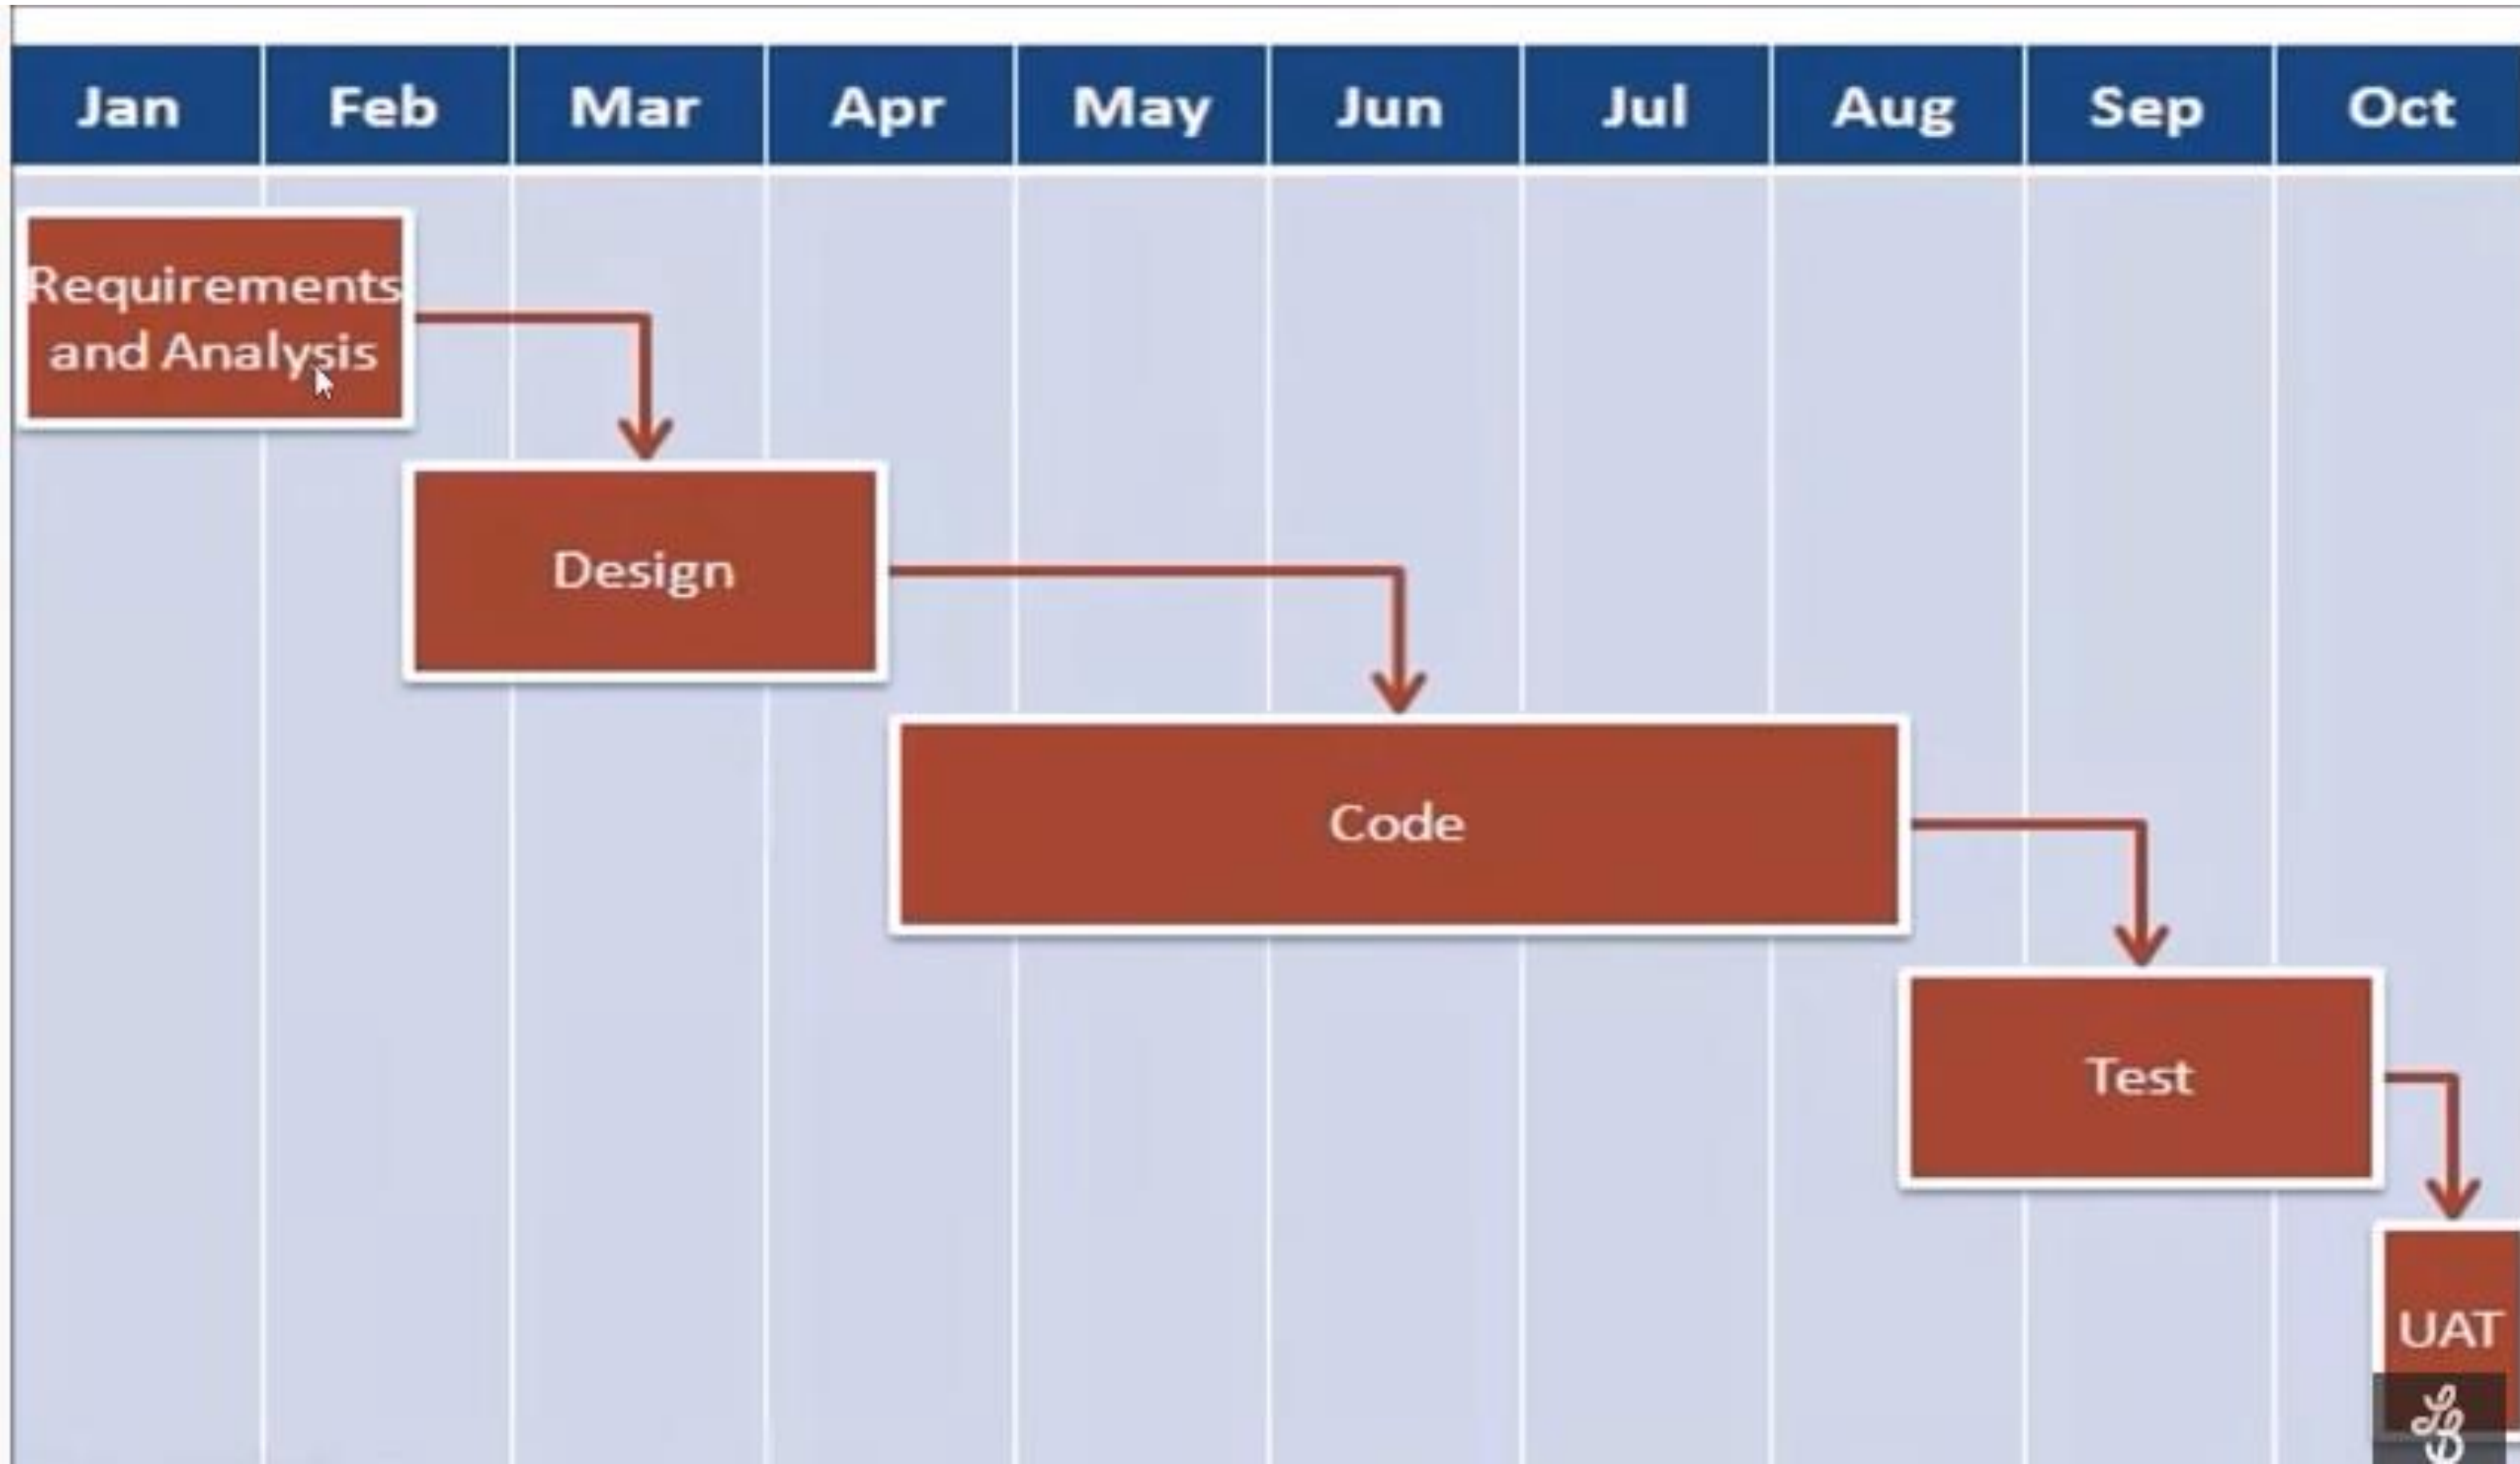 Jan
Feb
Mar
Apr
May
Jun
Jul
Aug
Sep
Oct
Requirements
and Analysis
Design
Code
Test
UAT